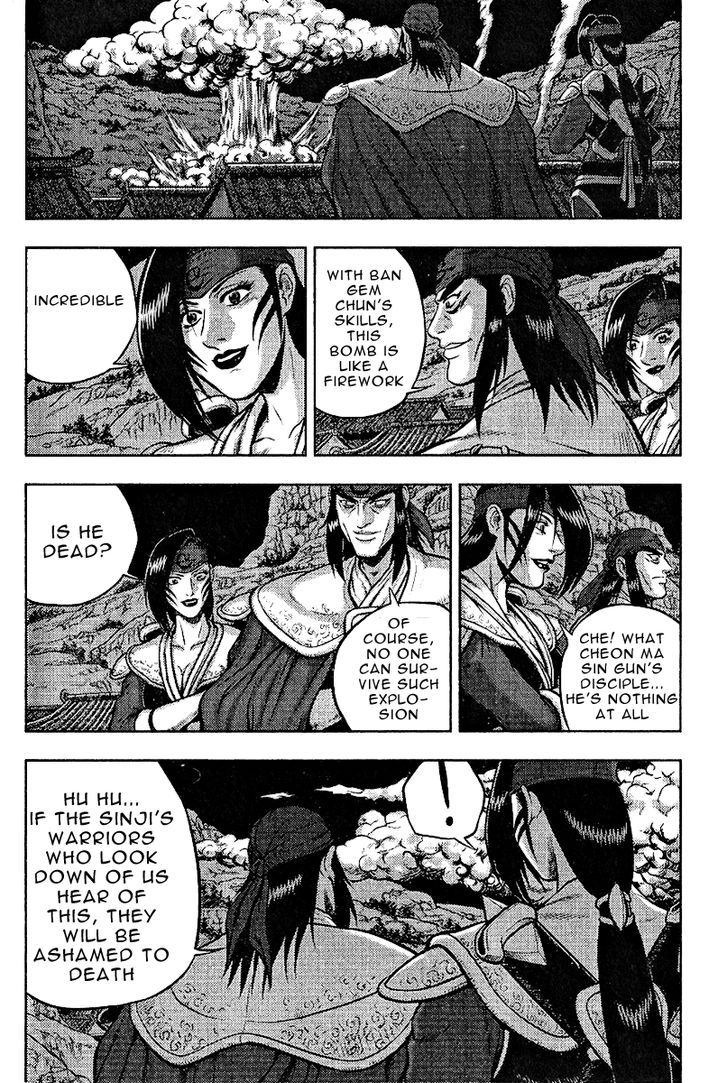 INCREDIBLE
WITH BAN
GEM
CHUN'S
SKILLS,
THIS
BOMB IS
LIKE A
FIREWORK
IS HE
DEAD?
OF
COURSE,
NO ONE
CAN SUR-
VIVE SUCH
EXPLO-
SION
CHE! WHAT
CHEON MA
SIN GUN'S
DISCIPLE...
HE'S NOTHING
AT ALL
HU HU...
IF THE SINJI'S
WARRIORS
WHO LOOK
DOWN OF US
HEAR OF
THIS, THEY
WILL BE
ASHAMED TO
DEATH
!